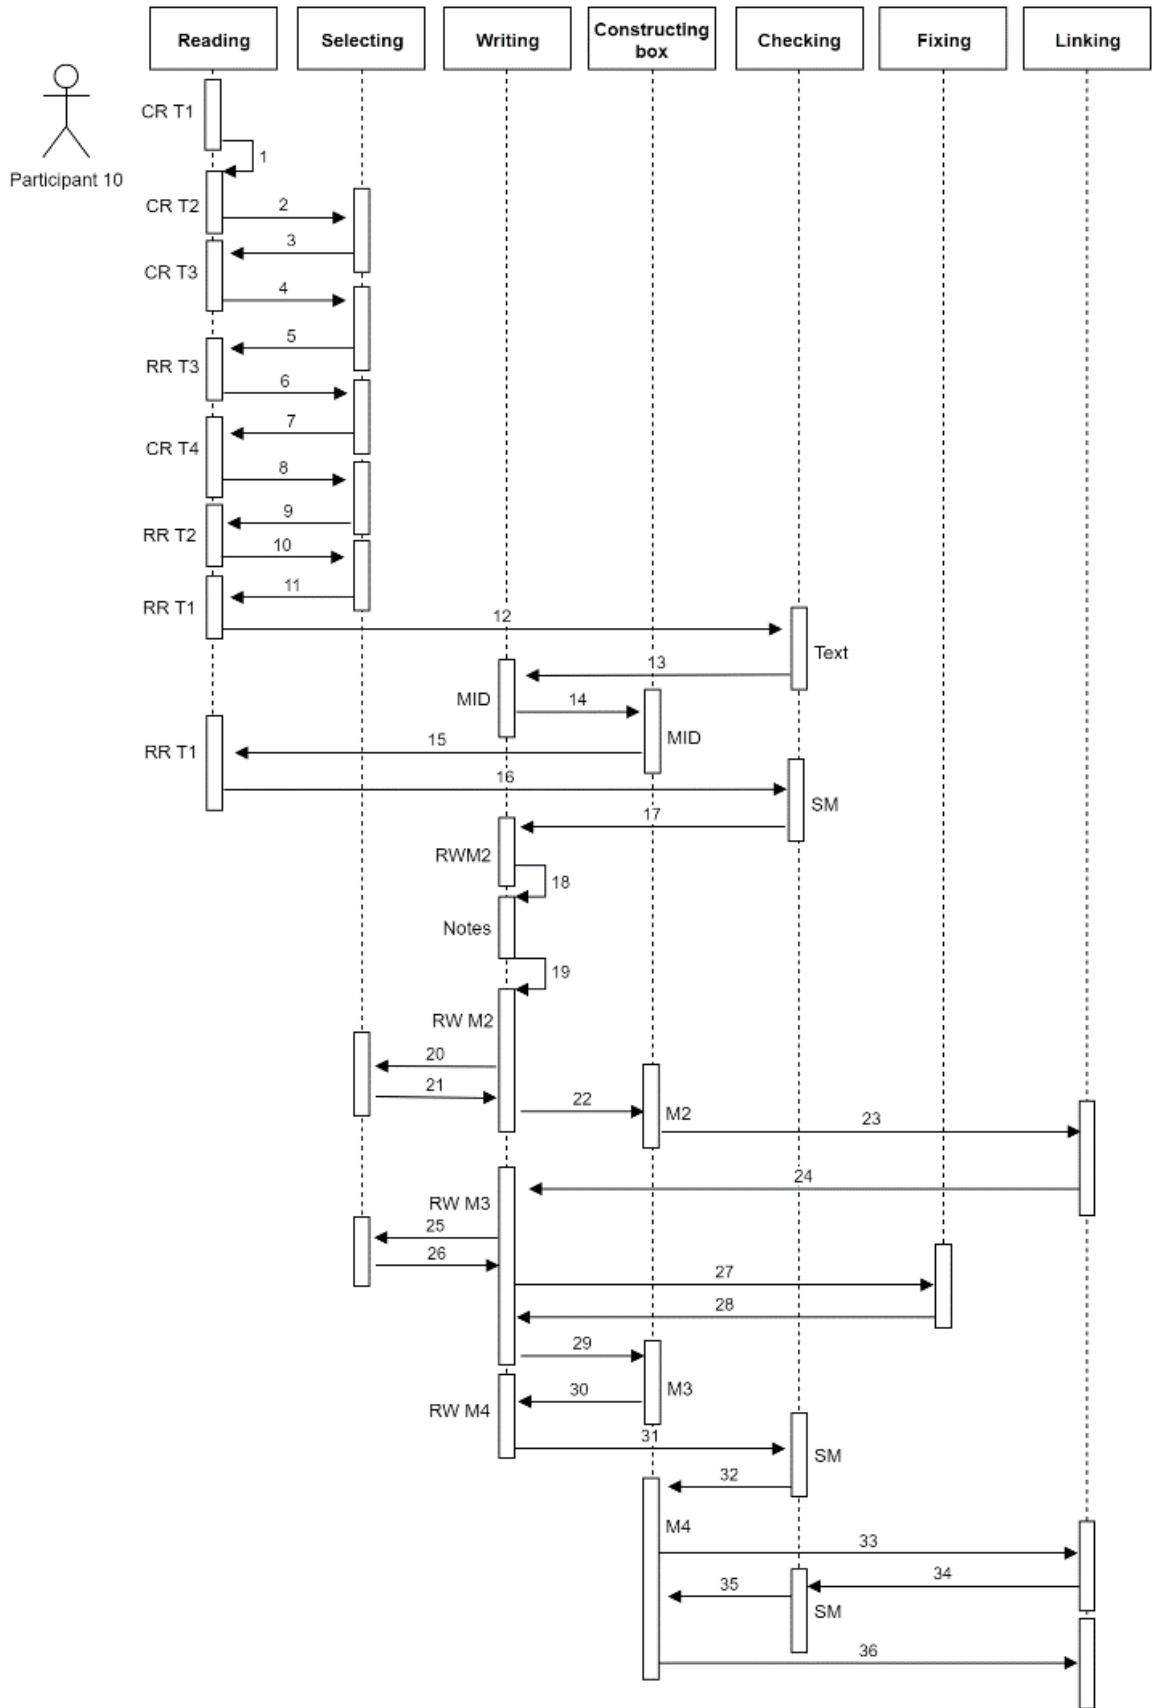 Reading
Selecting
Writing
Constructing
box
Checking
Fixing
Linking
Participant 10
CR T1
1
CR T2
2
3
CR T3
4
5
RR T3
6
7
CR T4
8
9
RR T2
10
11
RR T1
12
Text
13
MID
14
MID
15
RR T1
16
SM
17
RWM2
18
Notes
19
RW M2
20
21
22
M2
23
24
RW M3
25
26
27
28
29
M3
30
RW M4
31
SM
32
M4
33
34
35
SM
36